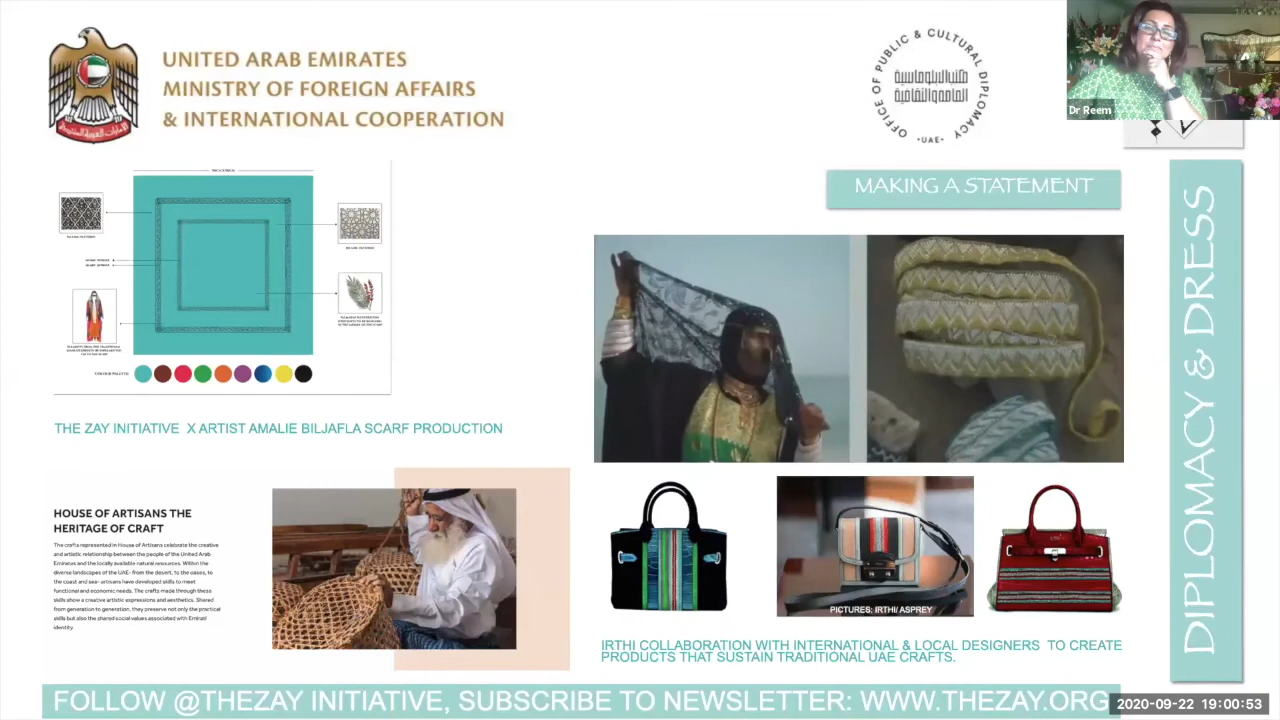 UNITED ARAB EMIRATES
MINISTRY OF FOREIGN AFFAIRS
& INTERNATIONAL COOPERATION
OFFICE OF PUBLIC & CULTURAL DIPLOMACY
مكتب الدبلوماسية
العامة والثقافية
·UAE·
Dr Reem
MAKING A STATEMENT
DIPLOMACY & DRESS
COLOUR PALETTE:
THE ZAY INITIATIVE X ARTIST AMALIE BILJAFLA SCARF PRODUCTION
HOUSE OF ARTISANS THE
HERITAGE OF CRAFT
The crafts represented in House of Artisans celebrate the creative
and artistic relationship between the people of the United Arab
Emirates and the locally available natural resources. Within the
diverse landscapes of the UAE- from the desert, to the oases, to
the coast and sea- artisans have developed skills to meet
functional and economic needs. The crafts made through these
skills show a creative artistic expressions and aesthetics. Shared
from generation to generation, they preserve not only the practical
skills but also the shared social values associated with Emirati
identity.
PICTURES: IRTHI/ ASPREY
IRTHI COLLABORATION WITH INTERNATIONAL & LOCAL DESIGNERS TO CREATE
PRODUCTS THAT SUSTAIN TRADITIONAL UAE CRAFTS.
FOLLOW @THEZAY INITIATIVE, SUBSCRIBE TO NEWSLETTER: WWW.THEZAY.ORG
2020-09-22 19:00:53